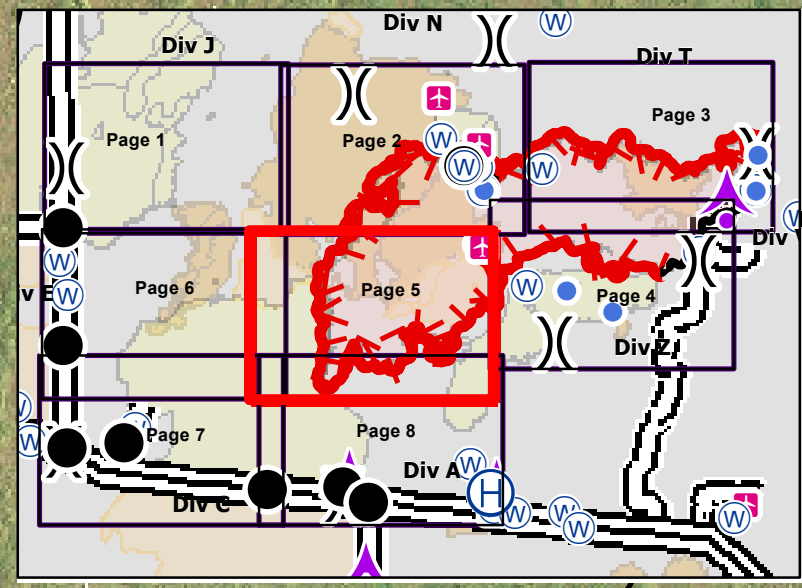 Div N
W
Div J
Div T
Page 3
Page 1
Page 2
W
W
W
Div
W
Page 6
Page 5
W
Page 4
W
Div Z
W
Page 7
Page 8
W
Div A
W
H
Div C
W
W
W
W